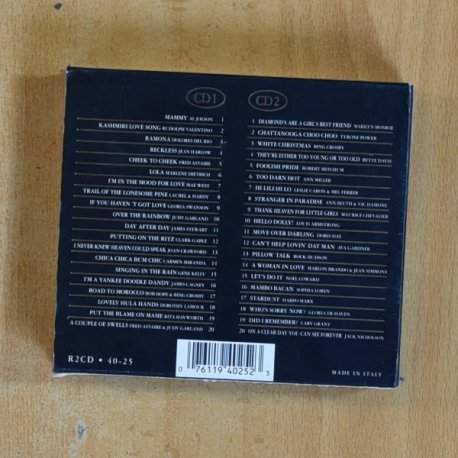 CD1
MAMMY AL JOLSON 1
KASHMIRI LOVE SONG RUDOLPH VALENTINO 2
RAMONA DOLORES DEL RIO 3
RECKLESS JEAN HARLOW 4
CHEEK TO CHEEK FRED ASTAIRE 5
LOLA MARLENE DIETRICH 6
I'M IN THE MOOD FOR LOVE MAE WEST 7
TRAIL OF THE LONESOME PINE LAUREL & HARDY 8
IF YOU HAVEN'T GOT LOVE GLORIA SWANSON 9
OVER THE RAINBOW JUDY GARLAND 10
DAY AFTER DAY JAMES STEWART 11
PUTTING ON THE RITZ CLARK GABLE 12
I NEVER KNEW HEAVEN COULD SPEAK JOAN CRAWFORD 13
CHICA CHICA BUM CHIC CARMEN MIRANDA 14
SINGING IN THE RAIN GENE KELLY 15
I'M A YANKEE DOODLE DANDY JAMES CAGNEY 16
ROAD TO MOROCCO BOB HOPE & BING CROSBY 17
LOVELY HULA HANDS DOROTHY LAMOUR 18
PUT THE BLAME ON MAME RITA HAYWORTH 19
A COUPLE OF SWELLS FRED ASTAIRE & JUDY GARLAND 20
CD2
1 DIAMOND'S ARE A GIRL'S BEST FRIEND MARILYN MONROE
2 CHATTANOOGA CHOO CHOO TYRONE POWER
3 WHITE CHRISTMAS BING CROSBY
4 THEY'RE EITHER TOO YOUNG OR TOO OLD BETTE DAVIS
5 FOOLISH PRIDE ROBERT MITCHUM
6 TOO DARN HOT ANN MILLER
7 HI LILI HI LO LESLIE CARON & MEL FERRER
8 STRANGER IN PARADISE ANN BLYTH & VIC DAMONE
9 THANK HEAVEN FOR LITTLE GIRLS MAURICE CHEVALIER
10 HELLO DOLLY! LOUIS ARMSTRONG
11 MOVE OVER DARLING DORIS DAY
12 CAN'T HELP LOVIN' DAT MAN AVA GARDNER
13 PILLOW TALK ROCK HUDSON
14 A WOMAN IN LOVE MARLON BRANDO & JEAN SIMMONS
15 LET'S DO IT NOEL COWARD
16 MAMBO BACAN SOPHIA LOREN
17 STARDUST HARPO MARX
18 WHO'S SORRY NOW? GLORIA DE HAVEN
19 DID I REMEMBER? CARY GRANT
20 ON A CLEAR DAY YOU CAN SEE FOREVER JACK NICHOLSON
R2CD • 40-25
0 76119 40252 3
MADE IN ITALY